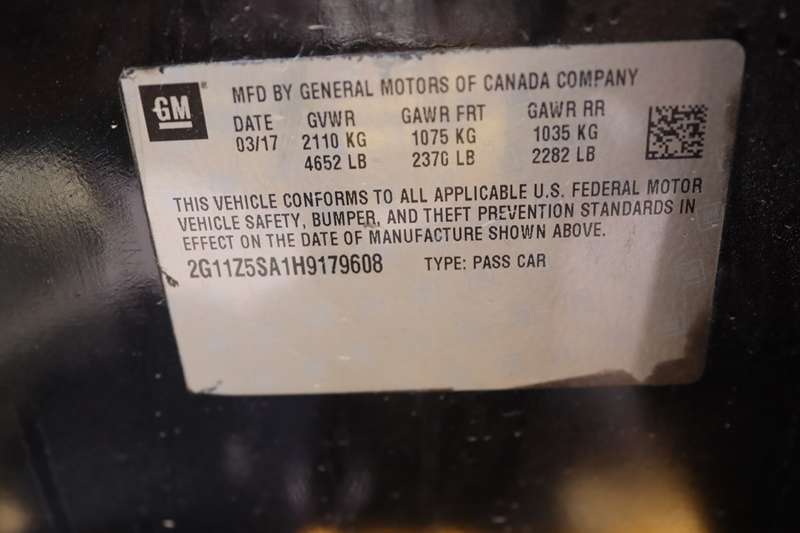 GM
MFD BY GENERAL MOTORS OF CANADA COMPANY
DATE GVWR GAWR FRT GAWR RR
03/17 2110 KG 1075 KG 1035 KG
4652 LB 2370 LB 2282 LB
THIS VEHICLE CONFORMS TO ALL APPLICABLE U.S. FEDERAL MOTOR
VEHICLE SAFETY, BUMPER, AND THEFT PREVENTION STANDARDS IN
EFFECT ON THE DATE OF MANUFACTURE SHOWN ABOVE.
2G11Z5SA1H9179608 TYPE: PASS CAR